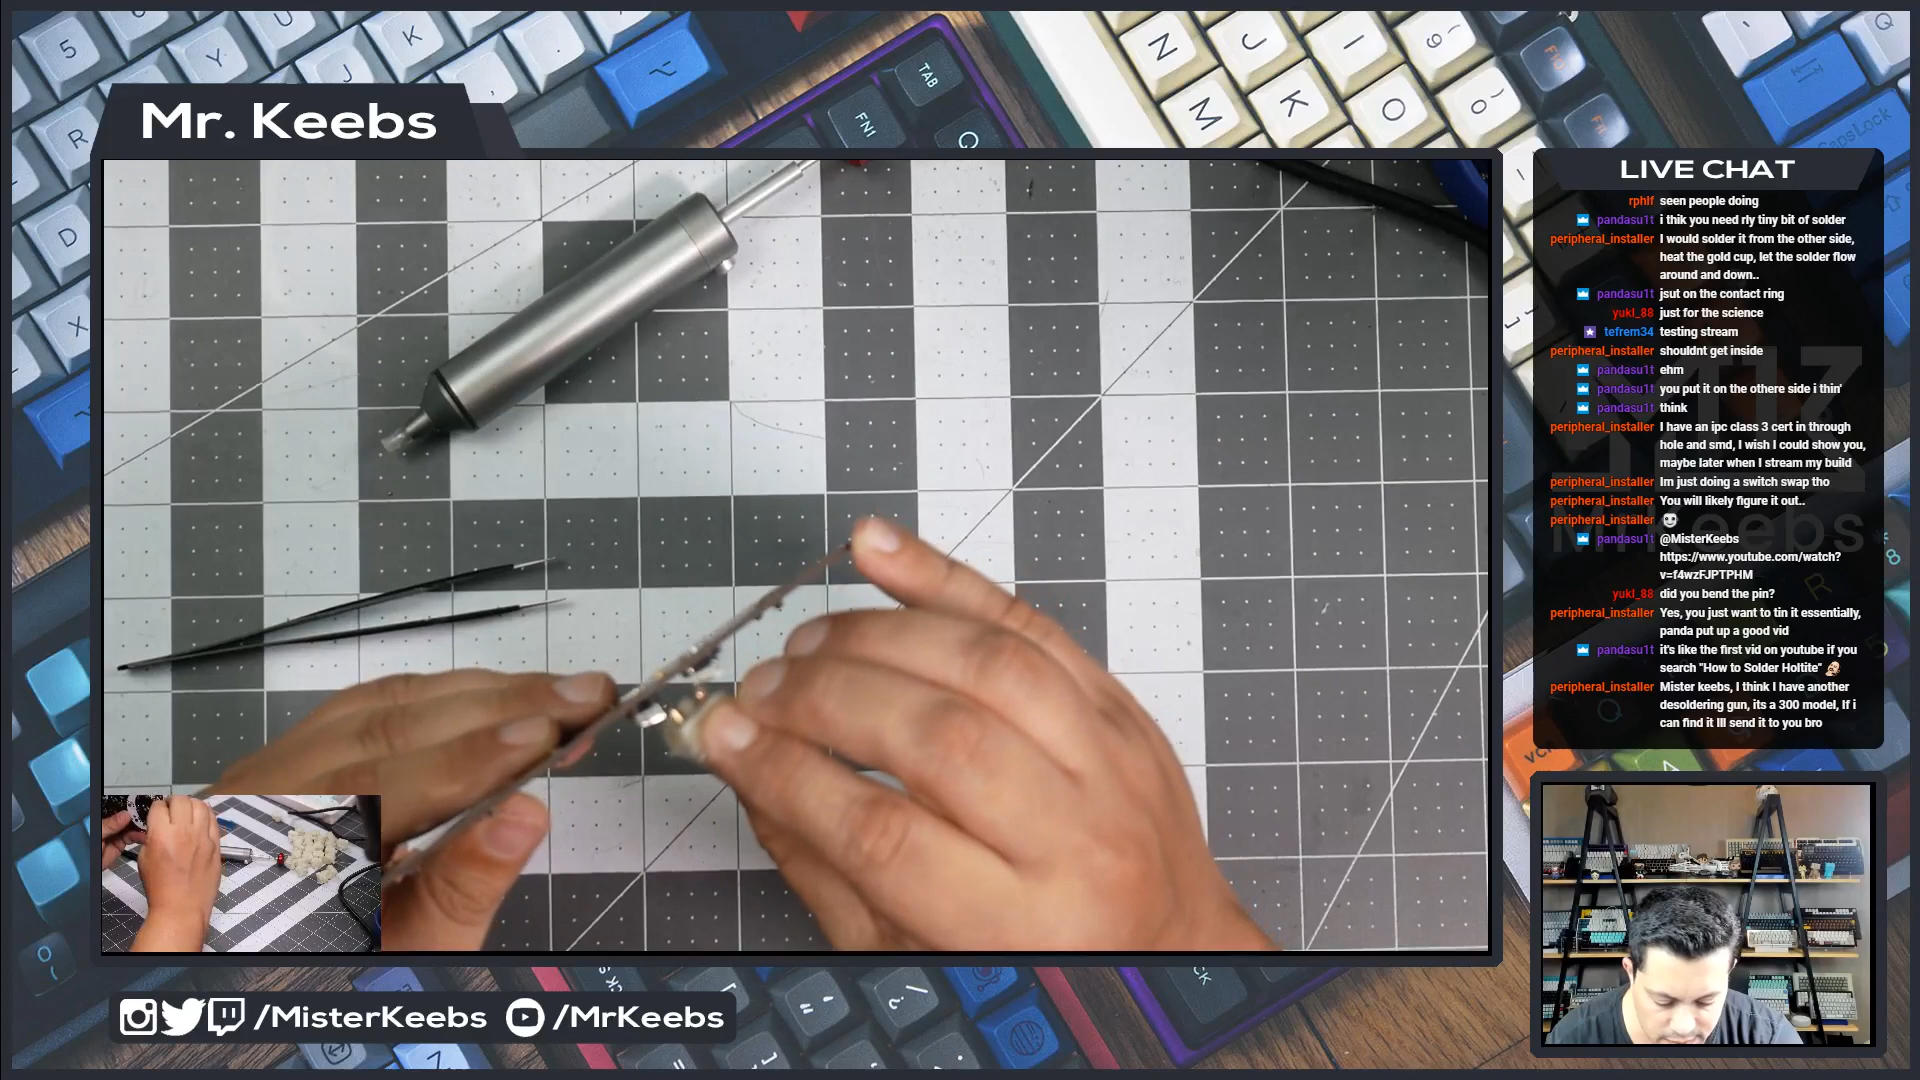 Mr. Keebs
LIVE CHAT
rphlf seen people doing
pandasu1t i thik you need rly tiny bit of solder
peripheral_installer I would solder it from the other side,
heat the gold cup, let the solder flow
around and down..
pandasu1t jsut on the contact ring
yukl_88 just for the science
tefrem34 testing stream
peripheral_installer shouldnt get inside
pandasu1t ehm
pandasu1t you put it on the othere side i thin'
pandasu1t think
peripheral_installer I have an ipc class 3 cert in through
hole and smd, I wish I could show you,
maybe later when I stream my build
peripheral_installer Im just doing a switch swap tho
peripheral_installer You will likely figure it out..
peripheral_installer
pandasu1t @MisterKeebs
https://www.youtube.com/watch?
v=f4wzFJPTPHM
yukl_88 did you bend the pin?
peripheral_installer Yes, you just want to tin it essentially,
panda put up a good vid
pandasu1t it's like the first vid on youtube if you
search "How to Solder Holtite"
peripheral_installer Mister keebs, I think I have another
desoldering gun, its a 300 model, If i
can find it Ill send it to you bro
/MisterKeebs /MrKeebs
MrKeebs
5
Y
U
K
J
R
D
X
TAB
FN1
N
J
I
M
K
O
CapsLock